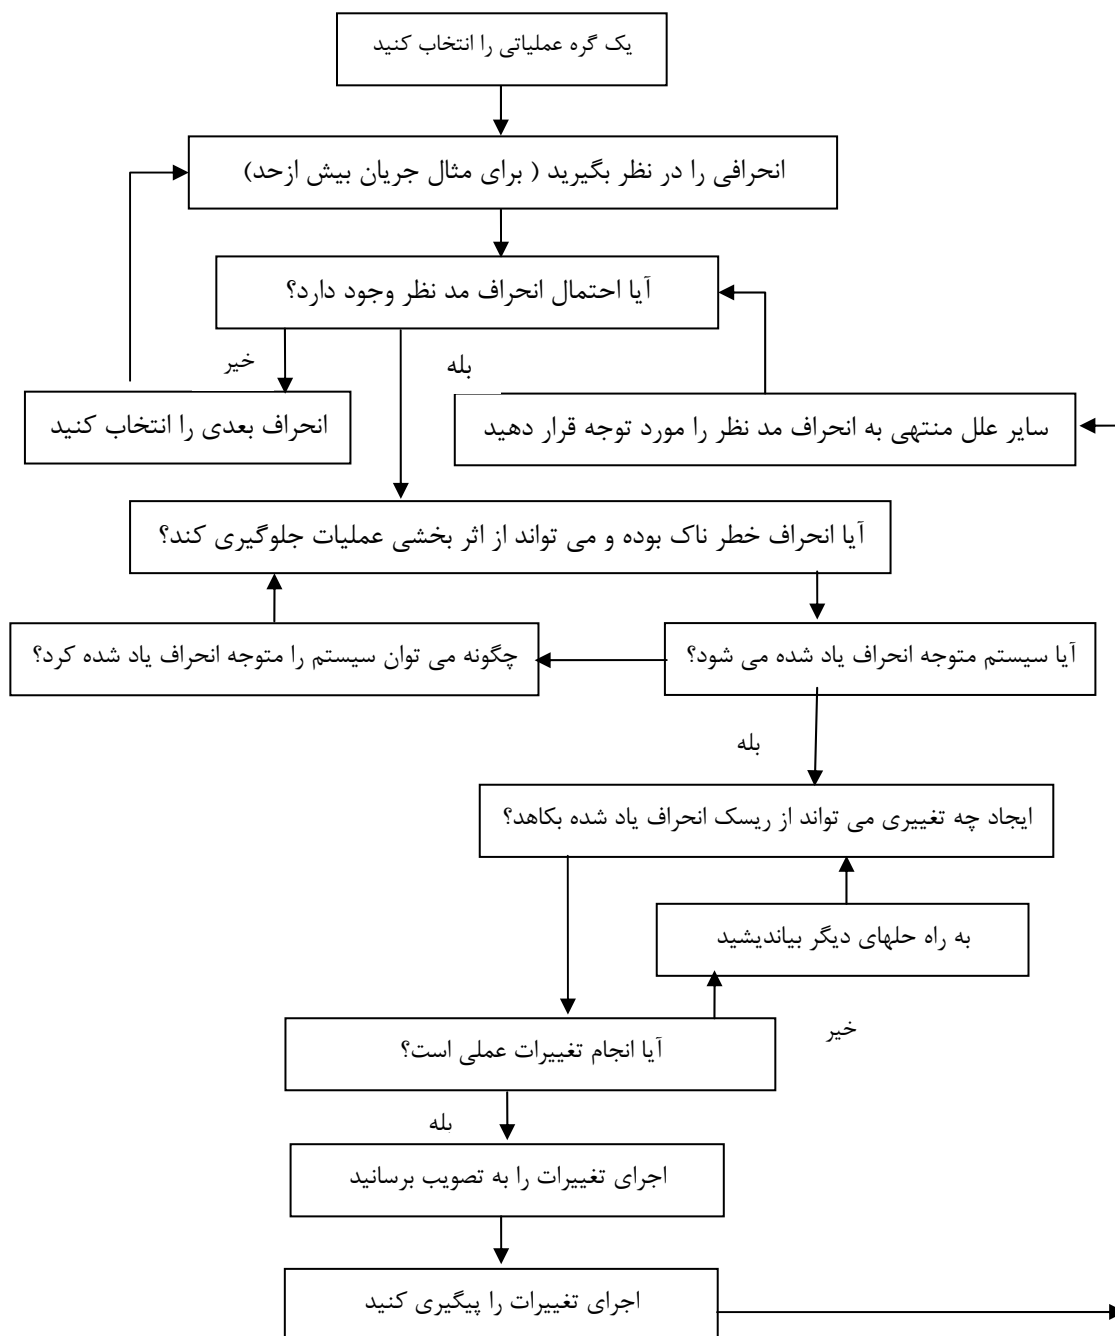 یک گره عملیاتی را انتخاب کنید
انحرافی را در نظر بگیرید ( برای مثال جریان بیش ازحد)
آیا احتمال انحراف مد نظر وجود دارد؟
خیر
بله
انحراف بعدی را انتخاب کنید
سایر علل منتهی به انحراف مد نظر را مورد توجه قرار دهید
آیا انحراف خطر ناک بوده و می تواند از اثر بخشی عملیات جلوگیری کند؟
آیا سیستم متوجه انحراف یاد شده می شود؟
چگونه می توان سیستم را متوجه انحراف یاد شده کرد؟
بله
ایجاد چه تغییری می تواند از ریسک انحراف یاد شده بکاهد؟
به راه حلهای دیگر بیاندیشید
خیر
آیا انجام تغییرات عملی است؟
بله
اجرای تغییرات را به تصویب برسانید
اجرای تغییرات را پیگیری کنید